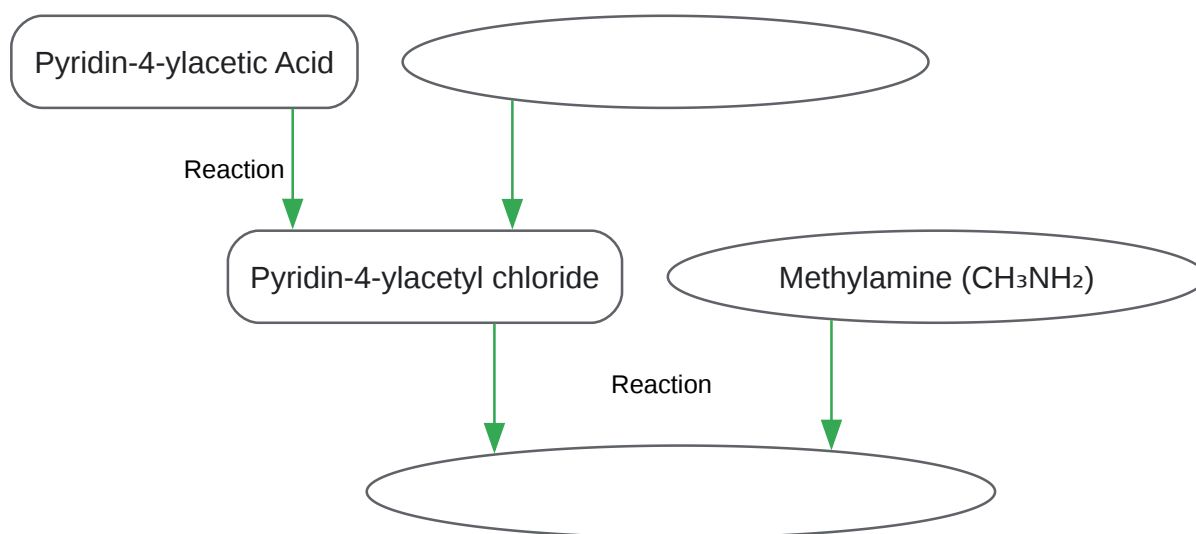 Pyridin-4-ylacetic Acid
Reaction
Pyridin-4-ylacetyl chloride
Methylamine (CH₃NH₂)
Reaction